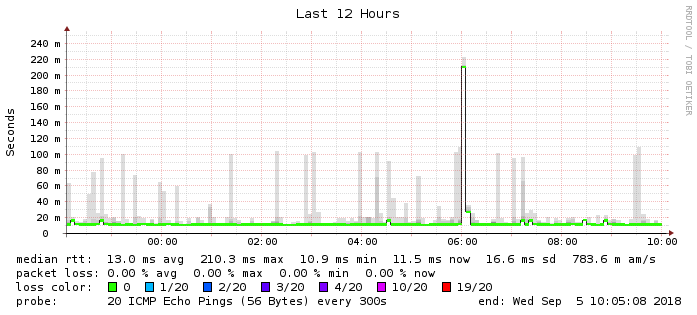 Last 12 Hours
RRDTOOL / TOBI OETIKER
Seconds
240 m
220 m
200 m
180 m
160 m
140 m
120 m
100 m
80 m
60 m
40 m
20 m
0
00:00 02:00 04:00 06:00 08:00 10:00
median rtt: 13.0 ms avg 210.3 ms max 10.9 ms min 11.5 ms now 16.6 ms sd 783.6 m am/s
packet loss: 0.00 % avg 0.00 % max 0.00 % min 0.00 % now
loss color: 0 1/20 2/20 3/20 4/20 10/20 19/20
probe: 20 ICMP Echo Pings (56 Bytes) every 300s end: Wed Sep 5 10:05:08 2018